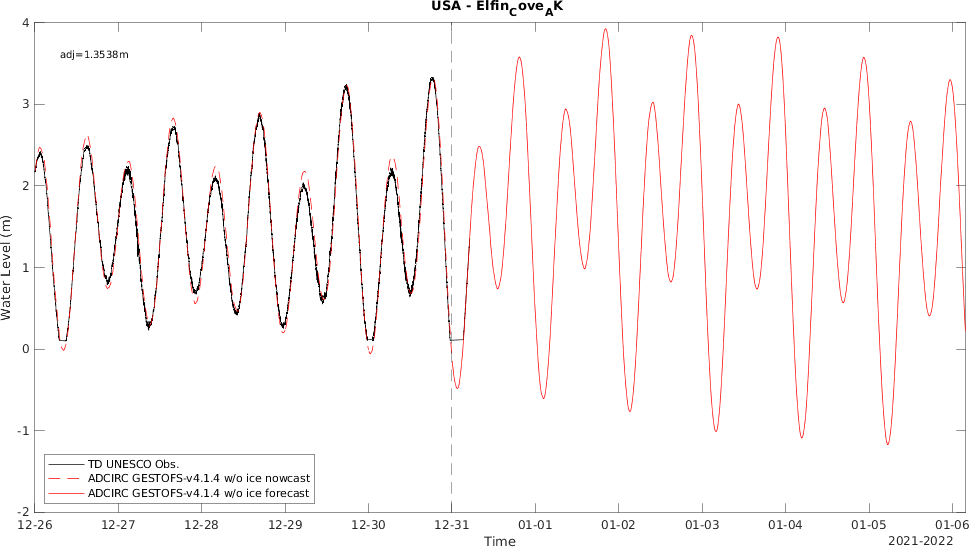 USA - ElfinCoveAK
adj=1.3538m
4
3
2
1
0
-1
-2
Water Level (m)
TD UNESCO Obs.
ADCIRC GESTOFS-v4.1.4 w/o ice nowcast
ADCIRC GESTOFS-v4.1.4 w/o ice forecast
12-26 12-27 12-28 12-29 12-30 12-31 01-01 01-02 01-03 01-04 01-05 01-06
Time
2021-2022